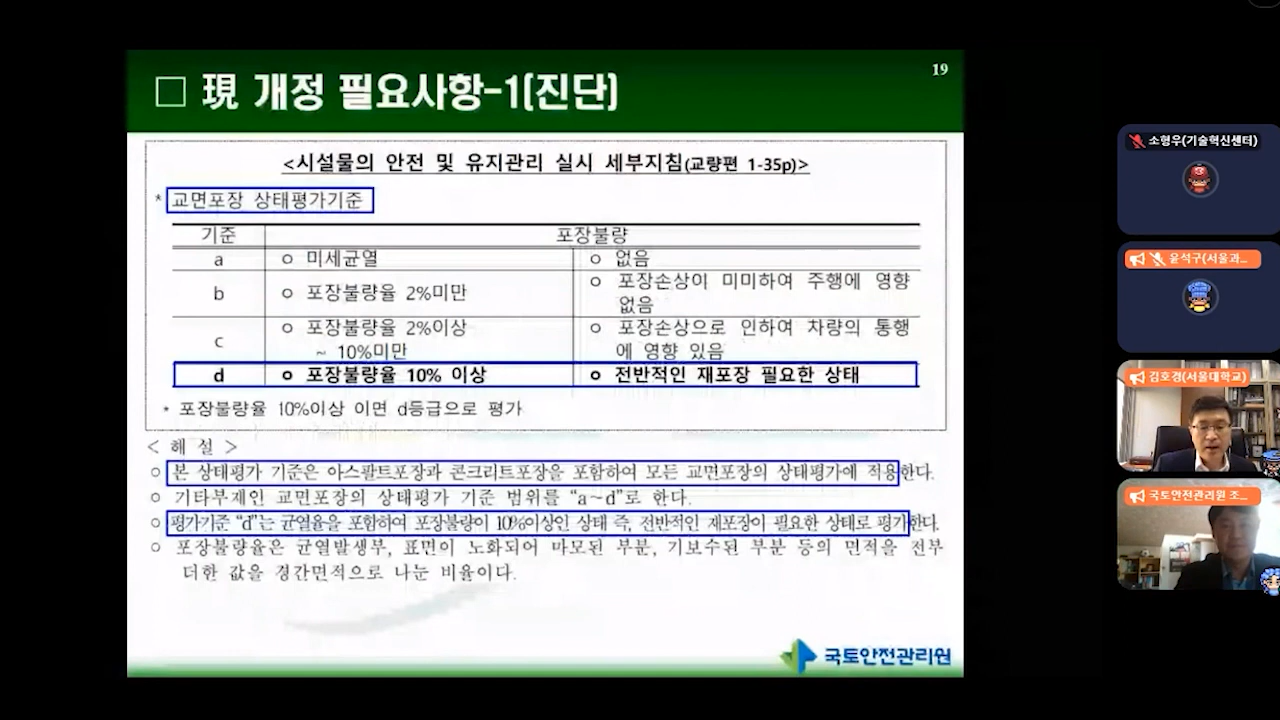 19
□ 現 개정 필요사항-1(진단)
<시설물의 안전 및 유지관리 실시 세부지침(교량편 1-35p)>
* 교면포장 상태평가기준
기준 포장불량
a ○ 미세균열 ○ 없음
b ○ 포장불량율 2%미만 ○ 포장손상이 미미하여 주행에 영향
없음
c ○ 포장불량율 2%이상 ○ 포장손상으로 인하여 차량의 통행
~ 10%미만 에 영향 있음
d ○ 포장불량율 10% 이상 ○ 전반적인 재포장 필요한 상태
* 포장불량율 10%이상 이면 d등급으로 평가
< 해 설 >
○ 본 상태평가 기준은 아스팔트포장과 콘크리트포장을 포함하여 모든 교면포장의 상태평가에 적용한다.
○ 기타부재인 교면포장의 상태평가 기준 범위를 "a~d"로 한다.
○ 평가기준 "d"는 균열율을 포함하여 포장불량이 10%이상인 상태 즉, 전반적인 재포장이 필요한 상태로 평가한다.
○ 포장불량율은 균열발생부, 표면이 노화되어 마모된 부분, 기보수된 부분 등의 면적을 전부
더한 값을 경간면적으로 나눈 비율이다.
국토안전관리원
소형우(기술혁신센터)
윤석구(서울과...
김호경(서울대학교)
국토안전관리원 조...